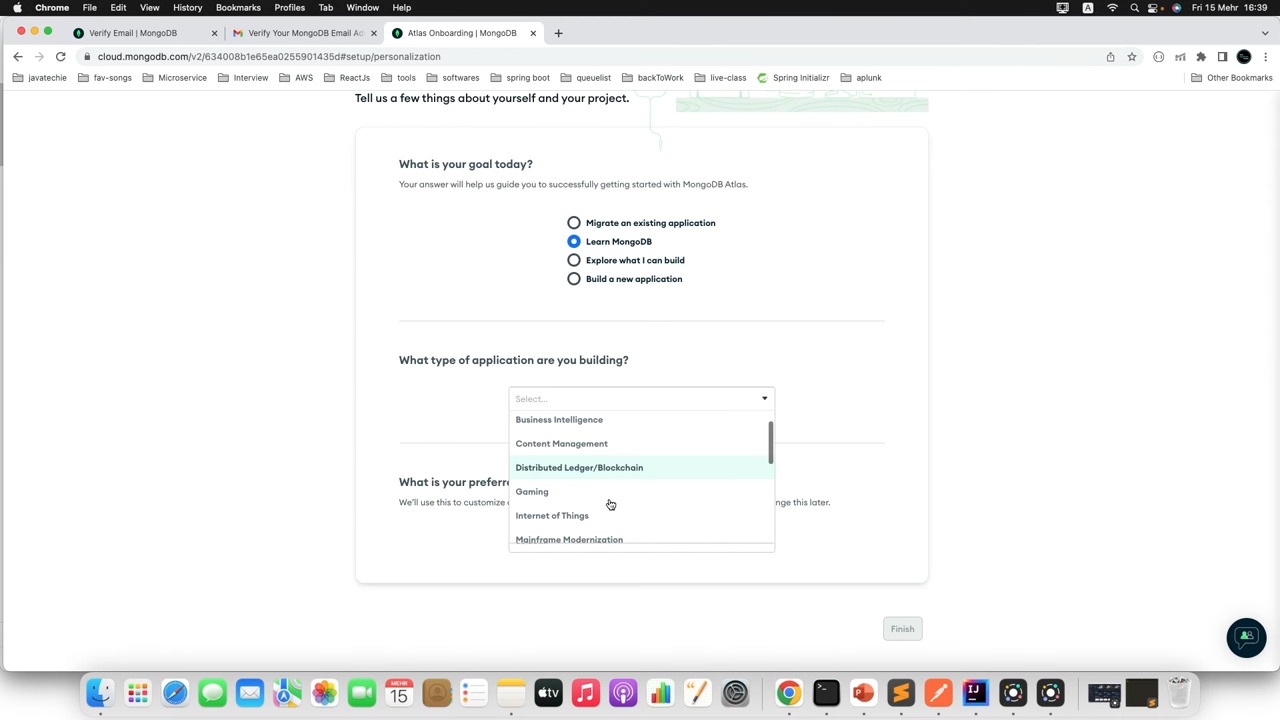 Chrome File Edit View History Bookmarks Profiles Tab Window Help A Fri 15 Mehr 16:39
Verify Email | MongoDB Verify Your MongoDB Email Ad Atlas Onboarding | MongoDB
cloud.mongodb.com/v2/634008b1e65ea0255901435d#setup/personalization
javatechie fav-songs Microservice Interview AWS ReactJs tools softwares spring boot queuelist backToWork live-class Spring Initializr aplunk Other Bookmarks
Tell us a few things about yourself and your project.
What is your goal today?
Your answer will help us guide you to successfully getting started with MongoDB Atlas.
Migrate an existing application
Learn MongoDB
Explore what I can build
Build a new application
What type of application are you building?
Select...
Business Intelligence
Content Management
Distributed Ledger/Blockchain
What is your preferre
Gaming
We'll use this to customize nge this later.
Internet of Things
Mainframe Modernization
Finish
MEHR
15
tv
IJ